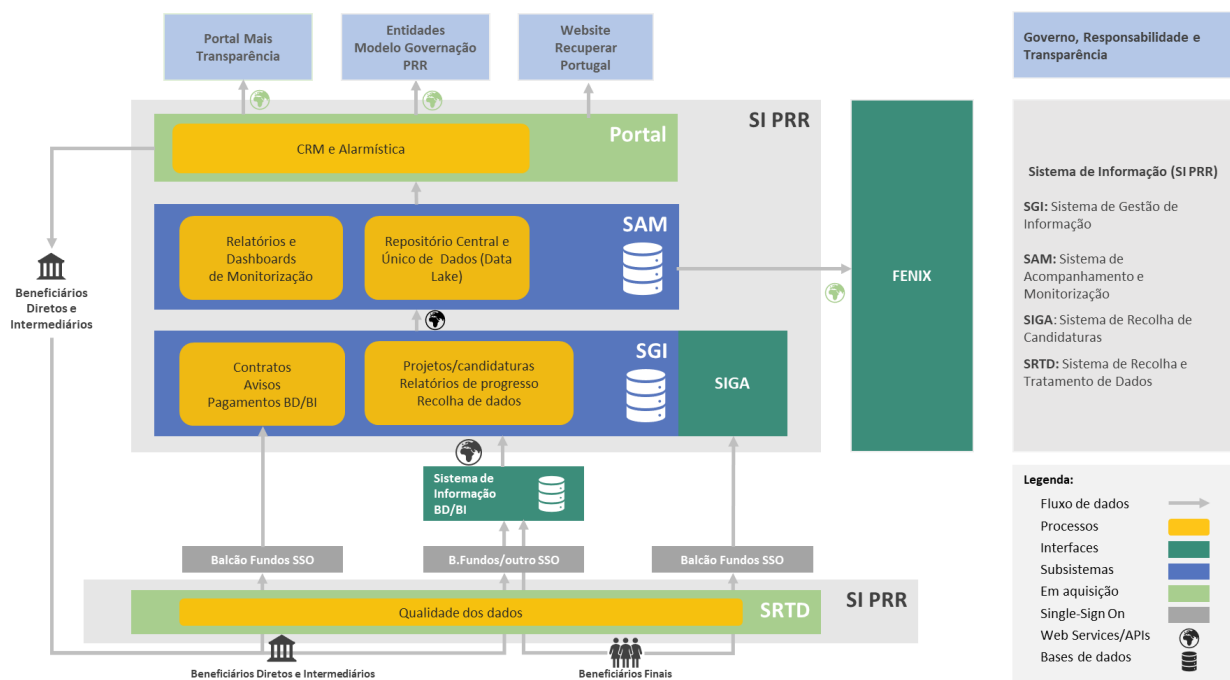 Portal Mais
Transparência
Entidades
Modelo Governação
PRR
Website
Recuperar
Portugal
Governo, Responsabilidade e
Transparência
SI PRR
Portal
CRM e Alarmística
SAM
Relatórios e
Dashboards
de Monitorização
Repositório Central e
Único de Dados (Data
Lake)
FENIX
Beneficiários
Diretos e
Intermediários
SGI
Contratos
Avisos
Pagamentos BD/BI
Projetos/candidaturas
Relatórios de progresso
Recolha de dados
SIGA
Sistema de
Informação
BD/BI
Balcão Fundos SSO
B.Fundos/outro SSO
Balcão Fundos SSO
SI PRR
Qualidade dos dados
SRTD
Beneficiários Diretos e Intermediários
Beneficiários Finais
Sistema de Informação (SI PRR)
SGI: Sistema de Gestão de
Informação
SAM: Sistema de
Acompanhamento e
Monitorização
SIGA: Sistema de Recolha de
Candidaturas
SRTD: Sistema de Recolha e
Tratamento de Dados
Legenda:
Fluxo de dados
Processos
Interfaces
Subsistemas
Em aquisição
Single-Sign On
Web Services/APIs
Bases de dados